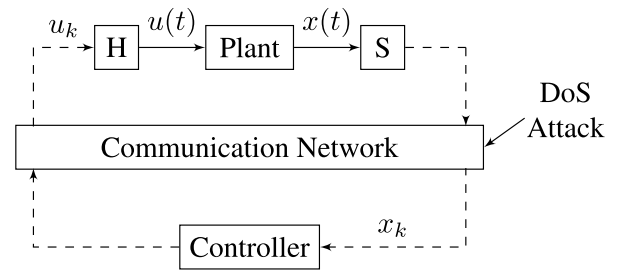 u_k
u(t)
x(t)
H
Plant
S
DoS
Attack
Communication Network
x_k
Controller